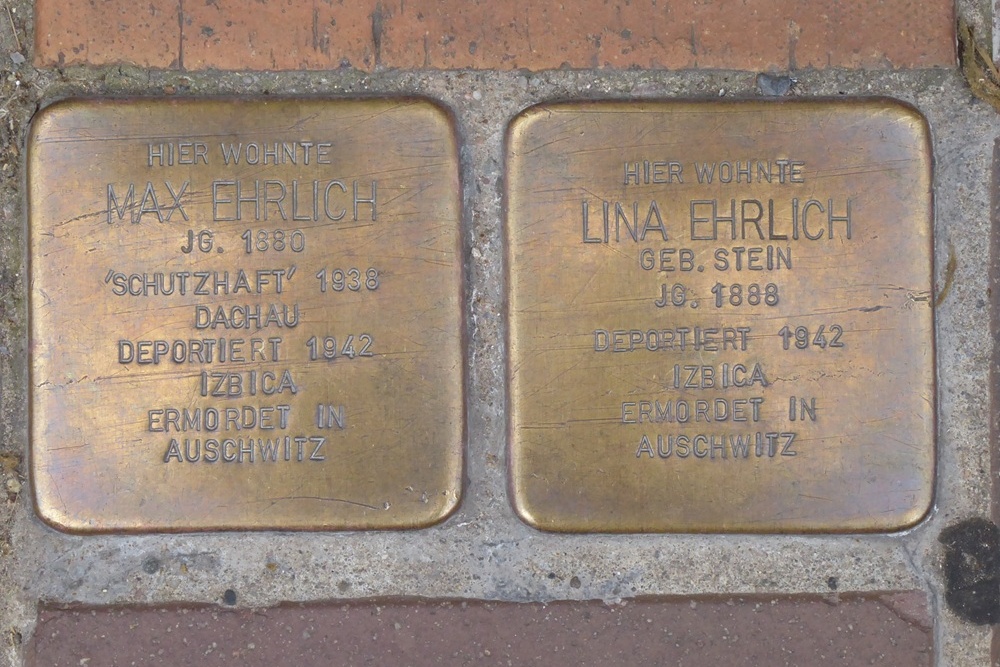 HIER WOHNTE
MAX EHRLICH
JG. 1880
'SCHUTZHAFT' 1938
DACHAU
DEPORTIERT 1942
IZBICA
ERMORDET IN
AUSCHWITZ
HIER WOHNTE
LINA EHRLICH
GEB. STEIN
JG. 1888
DEPORTIERT 1942
IZBICA
ERMORDET IN
AUSCHWITZ